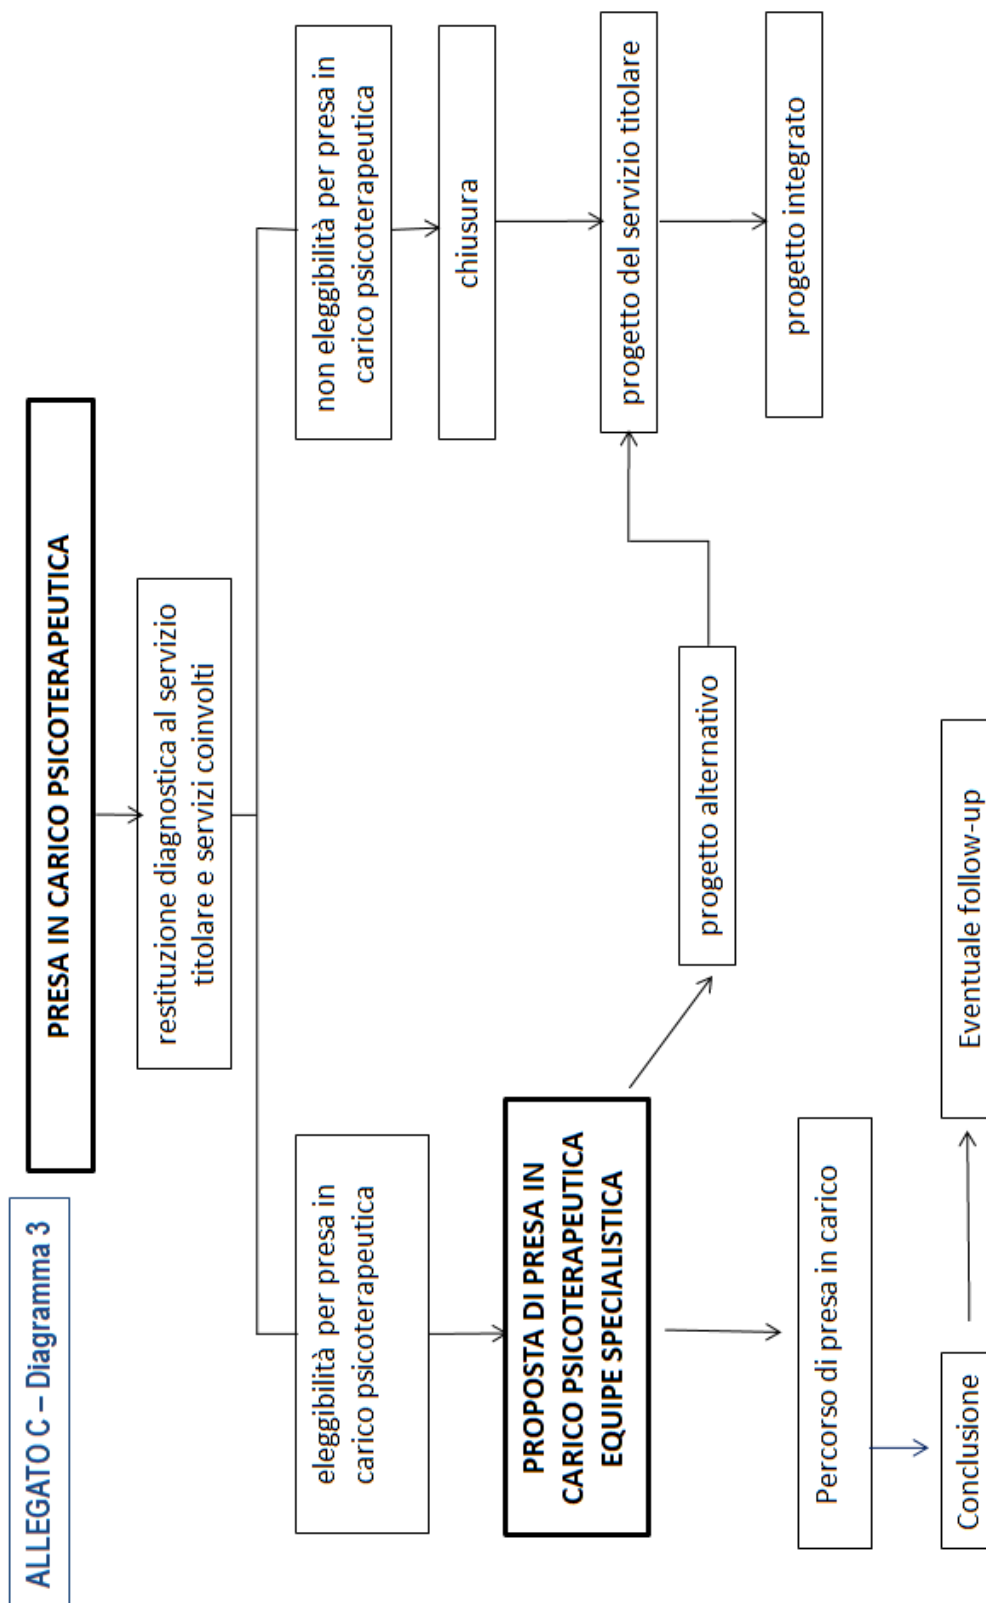 ALLEGATO C – Diagramma 3
PRESA IN CARICO PSICOTERAPEUTICA
restituzione diagnostica al servizio
titolare e servizi coinvolti
eleggibilità per presa in
carico psicoterapeutica
non eleggibilità per presa in
carico psicoterapeutica
chiusura
PROPOSTA DI PRESA IN
CARICO PSICOTERAPEUTICA
EQUIPE SPECIALISTICA
progetto del servizio titolare
progetto alternativo
progetto integrato
Percorso di presa in carico
Conclusione
Eventuale follow-up